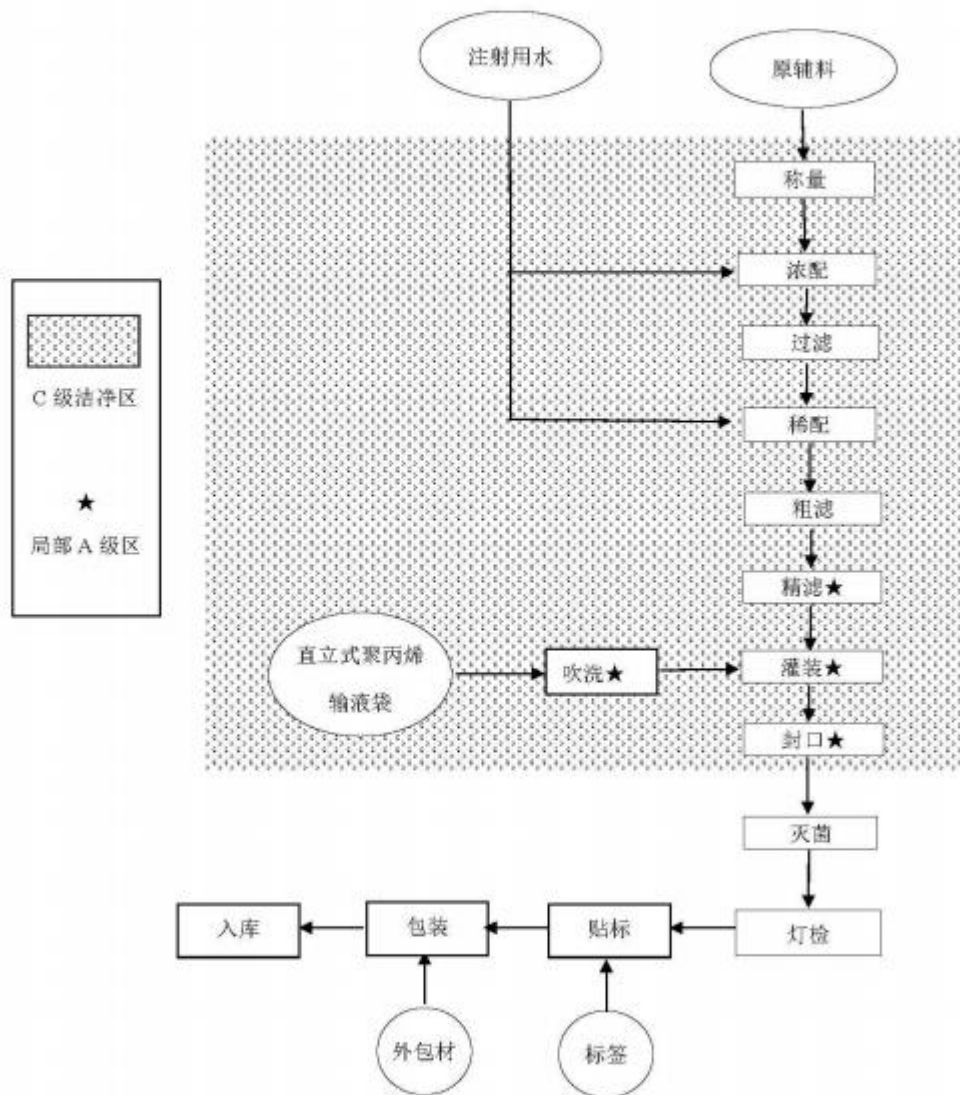 注射用水
原辅料
称量
浓配
过滤
稀配
C 级洁净区
粗滤
★
局部 A 级区
精滤★
直立式聚丙烯
输液袋
吹浣★
灌装★
封口★
灭菌
入库
包装
贴标
灯检
外包材
标签